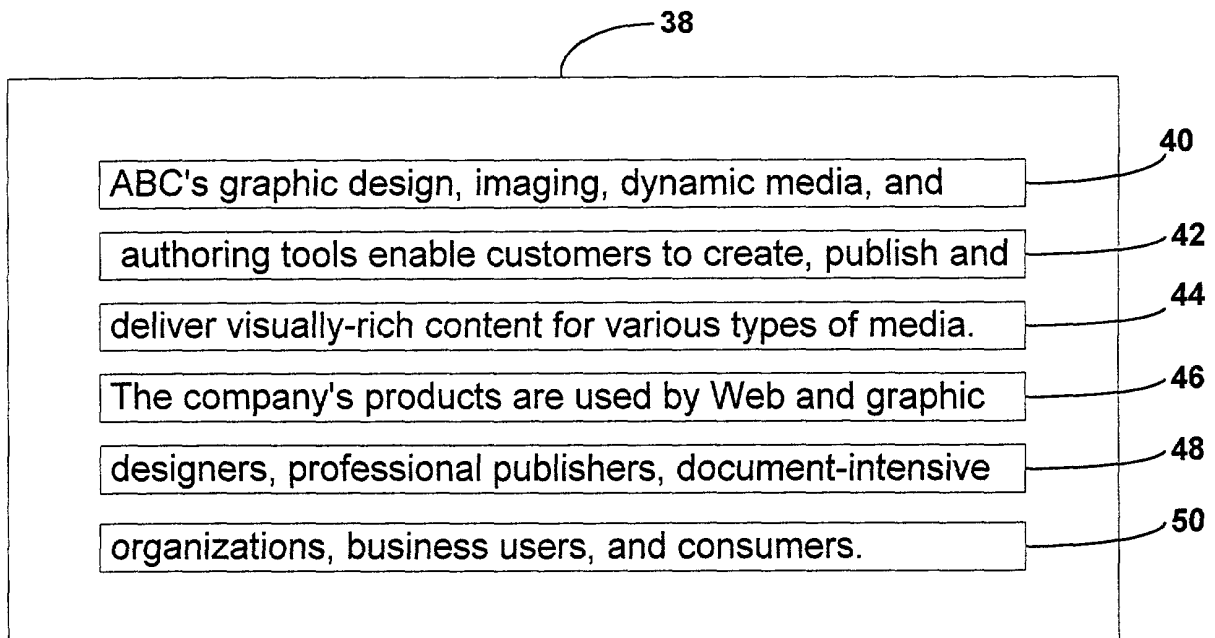 38
ABC's graphic design, imaging, dynamic media, and 40
authoring tools enable customers to create, publish and 42
deliver visually-rich content for various types of media. 44
The company's products are used by Web and graphic 46
designers, professional publishers, document-intensive 48
organizations, business users, and consumers. 50